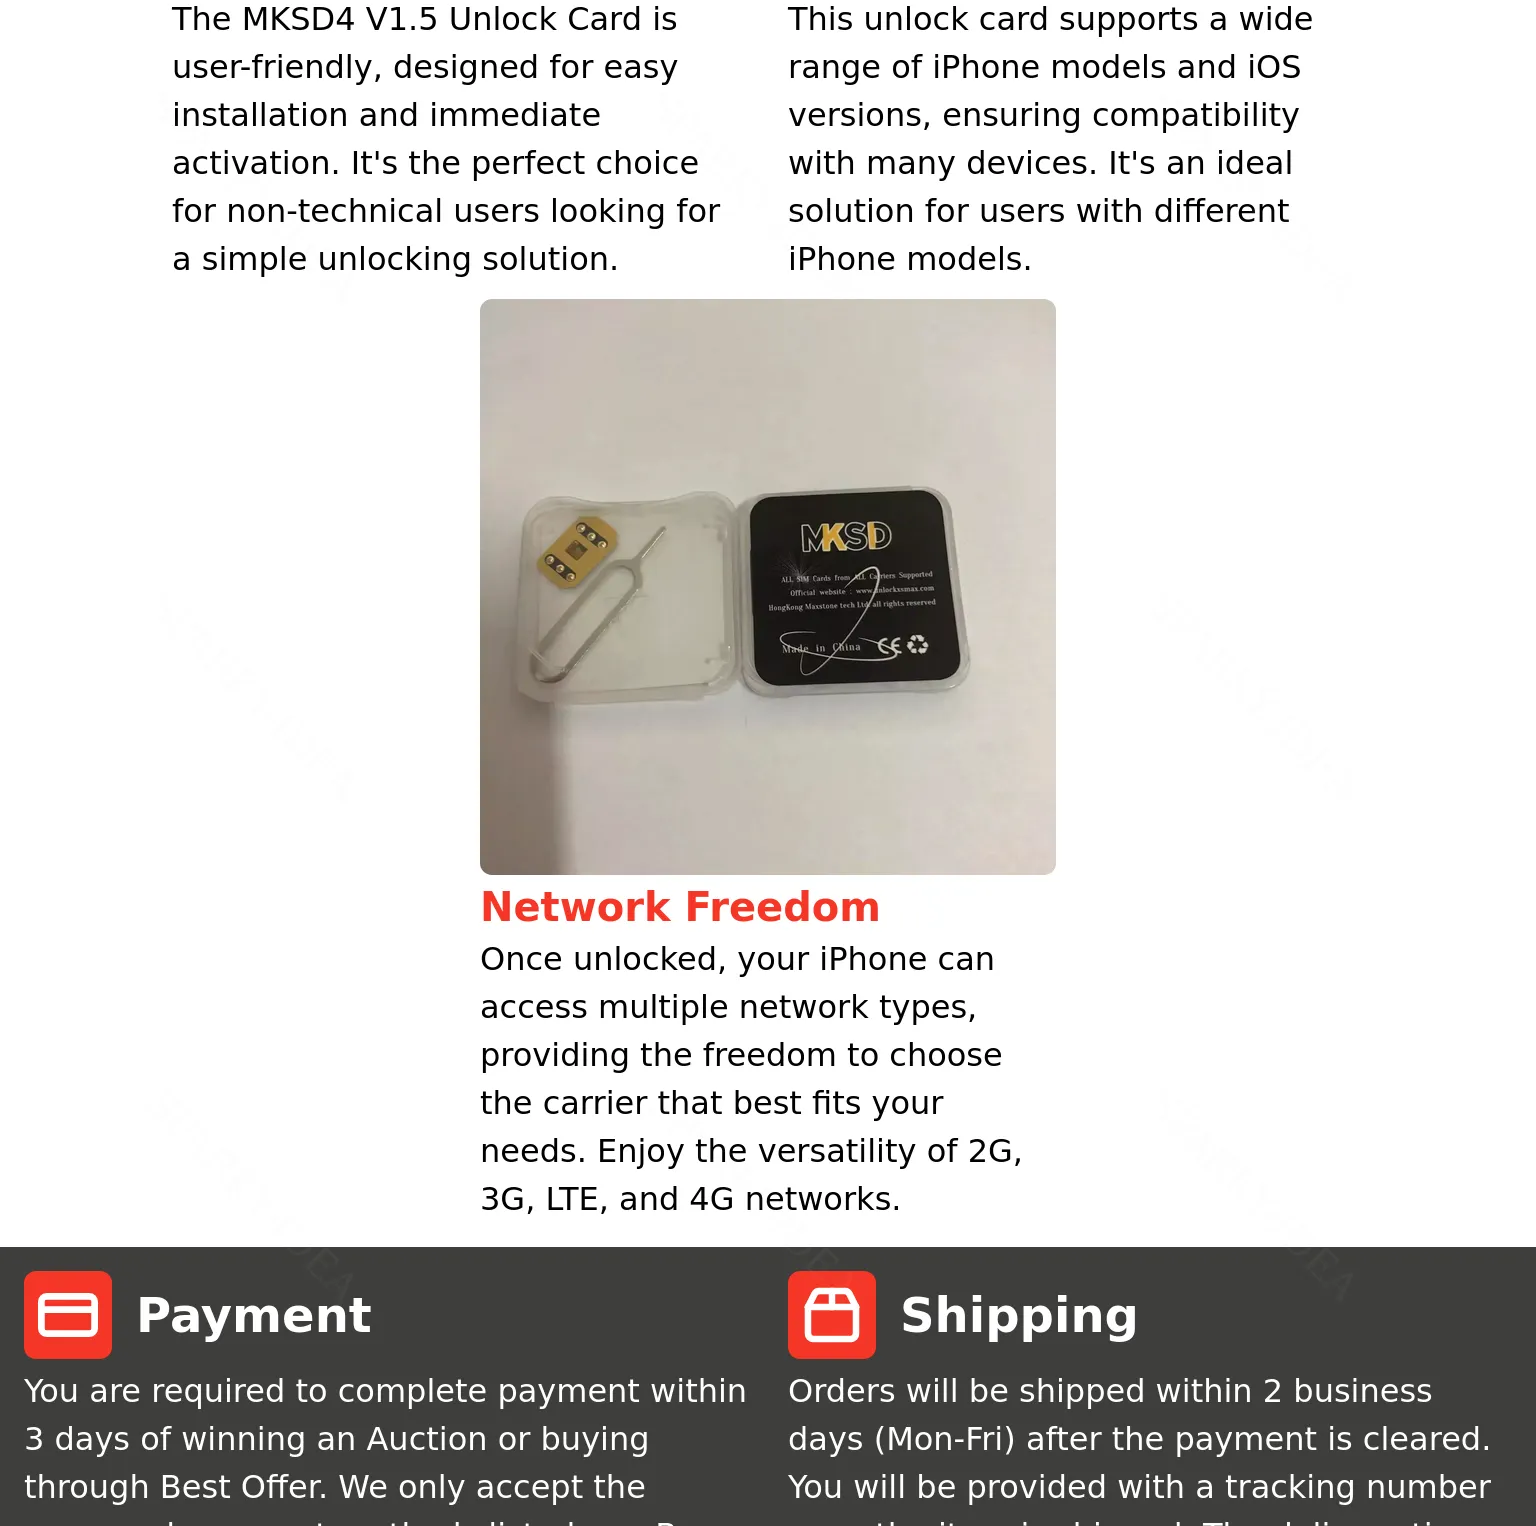 The MKSD4 V1.5 Unlock Card is
user-friendly, designed for easy
installation and immediate
activation. It's the perfect choice
for non-technical users looking for
a simple unlocking solution.
This unlock card supports a wide
range of iPhone models and iOS
versions, ensuring compatibility
with many devices. It's an ideal
solution for users with different
iPhone models.
MKSD
ALL SIM Cards from ALL Carriers Supported
Official website : www.unlockssmax.com
HongKong Maxstone tech Ltd all rights reserved
Made in China CE
Network Freedom
Once unlocked, your iPhone can
access multiple network types,
providing the freedom to choose
the carrier that best fits your
needs. Enjoy the versatility of 2G,
3G, LTE, and 4G networks.
Payment
You are required to complete payment within
3 days of winning an Auction or buying
through Best Offer. We only accept the
Shipping
Orders will be shipped within 2 business
days (Mon-Fri) after the payment is cleared.
You will be provided with a tracking number